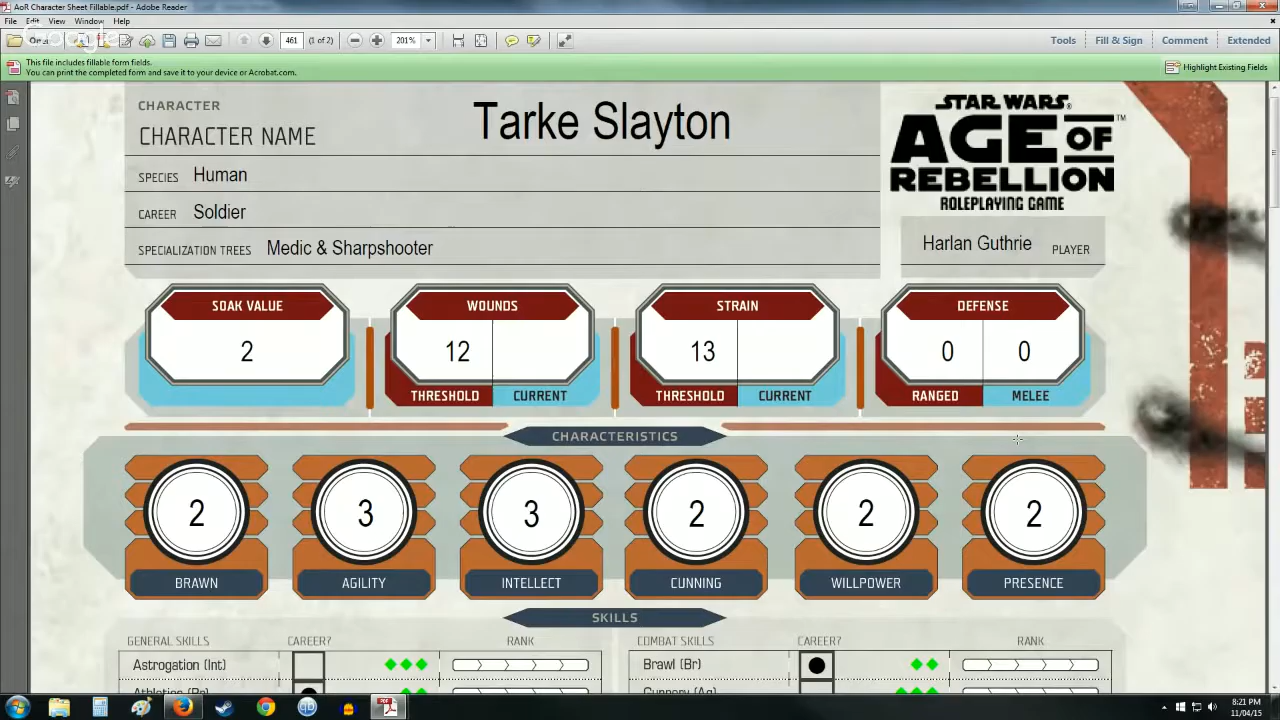 AoR Character Sheet Fillable.pdf - Adobe Reader
File Edit View Window Help
461 (1 of 2) 201% Tools Fill & Sign Comment Extended
This file includes fillable form fields.
You can print the completed form and save it to your device or Acrobat.com.
Highlight Existing Fields
CHARACTER
CHARACTER NAME Tarke Slayton
SPECIES Human
CAREER Soldier
SPECIALIZATION TREES Medic & Sharpshooter
STAR WARS®
AGE OF
REBELLION™
ROLEPLAYING GAME
Harlan Guthrie PLAYER
SOAK VALUE WOUNDS STRAIN DEFENSE
2 12 13 0 0
THRESHOLD CURRENT THRESHOLD CURRENT RANGED MELEE
CHARACTERISTICS
2 3 3 2 2 2
BRAWN AGILITY INTELLECT CUNNING WILLPOWER PRESENCE
SKILLS
GENERAL SKILLS CAREER? RANK COMBAT SKILLS CAREER? RANK
Astrogation (Int) Brawl (Br)
8:21 PM
11/04/15